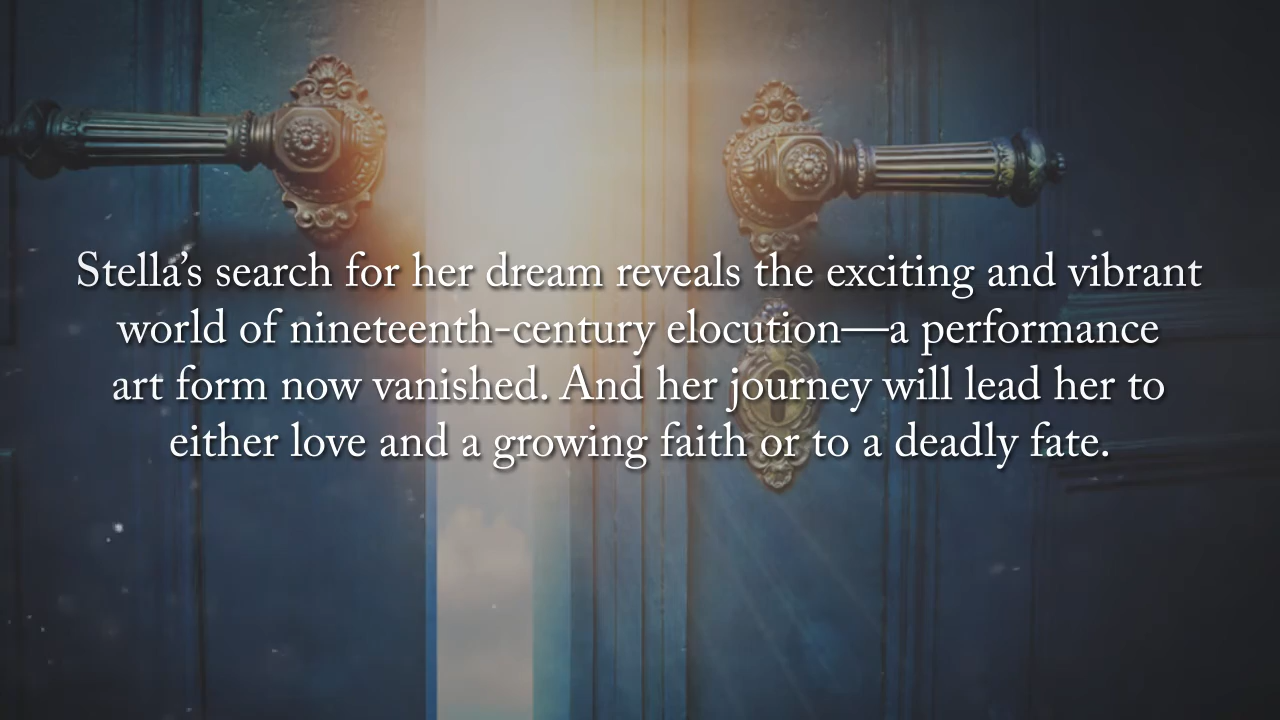 Stella’s search for her dream reveals the exciting and vibrant
world of nineteenth-century elocution—a performance
art form now vanished. And her journey will lead her to
either love and a growing faith or to a deadly fate.